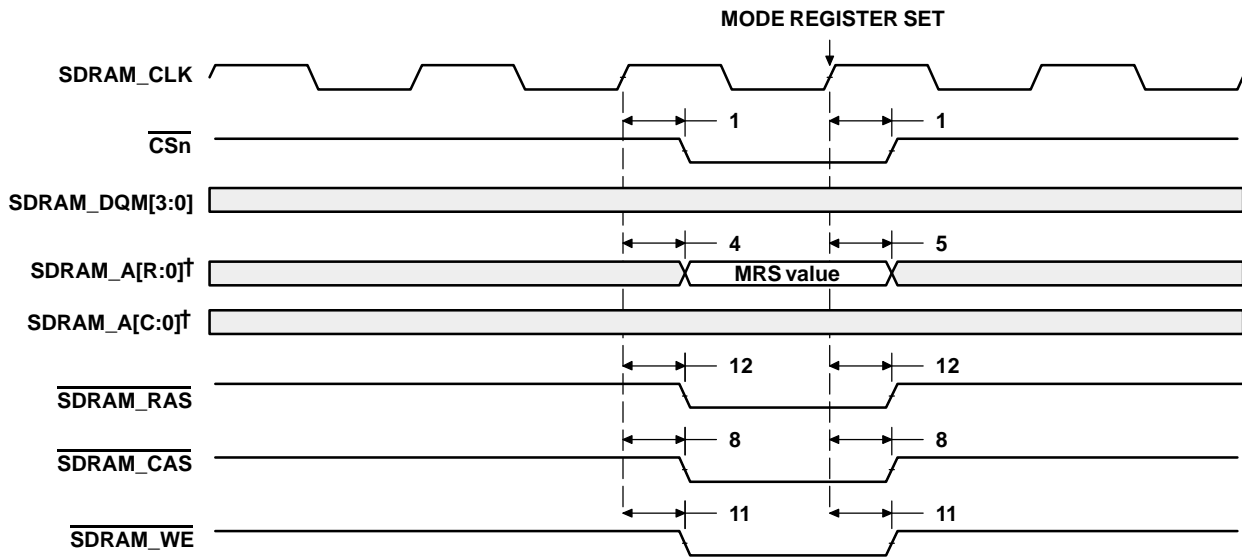 MODE REGISTER SET
SDRAM_CLK
1 1
CSn
SDRAM_DQM[3:0]
4 5
SDRAM_A[R:0]† MRS value
SDRAM_A[C:0]†
12 12
SDRAM_RAS
8 8
SDRAM_CAS
11 11
SDRAM_WE